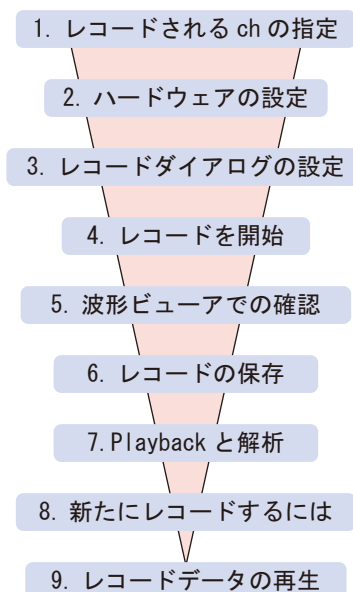 1. レコードされる ch の指定
2. ハードウェアの設定
3. レコードダイアログの設定
4. レコードを開始
5. 波形ビューアでの確認
6. レコードの保存
7. Playback と解析
8. 新たにレコードするには
9. レコードデータの再生